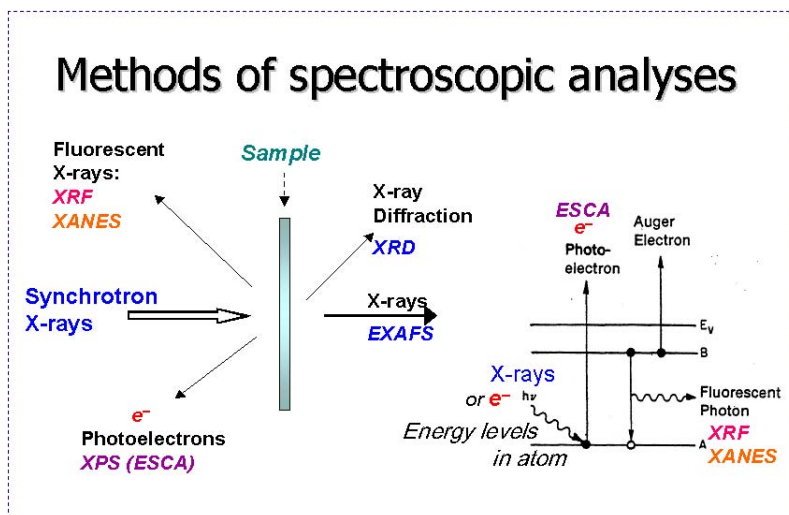 Methods of spectroscopic analyses
Fluorescent
X-rays:
XRF
XANES
Sample
X-ray
Diffraction
XRD
Synchrotron
X-rays
X-rays
EXAFS
e⁻
Photoelectrons
XPS (ESCA)
ESCA
e⁻
Photo-
electron
Auger
Electron
Eᵥ
B
X-rays
or e⁻ hν
Energy levels
in atom
Fluorescent
Photon
A XRF
XANES